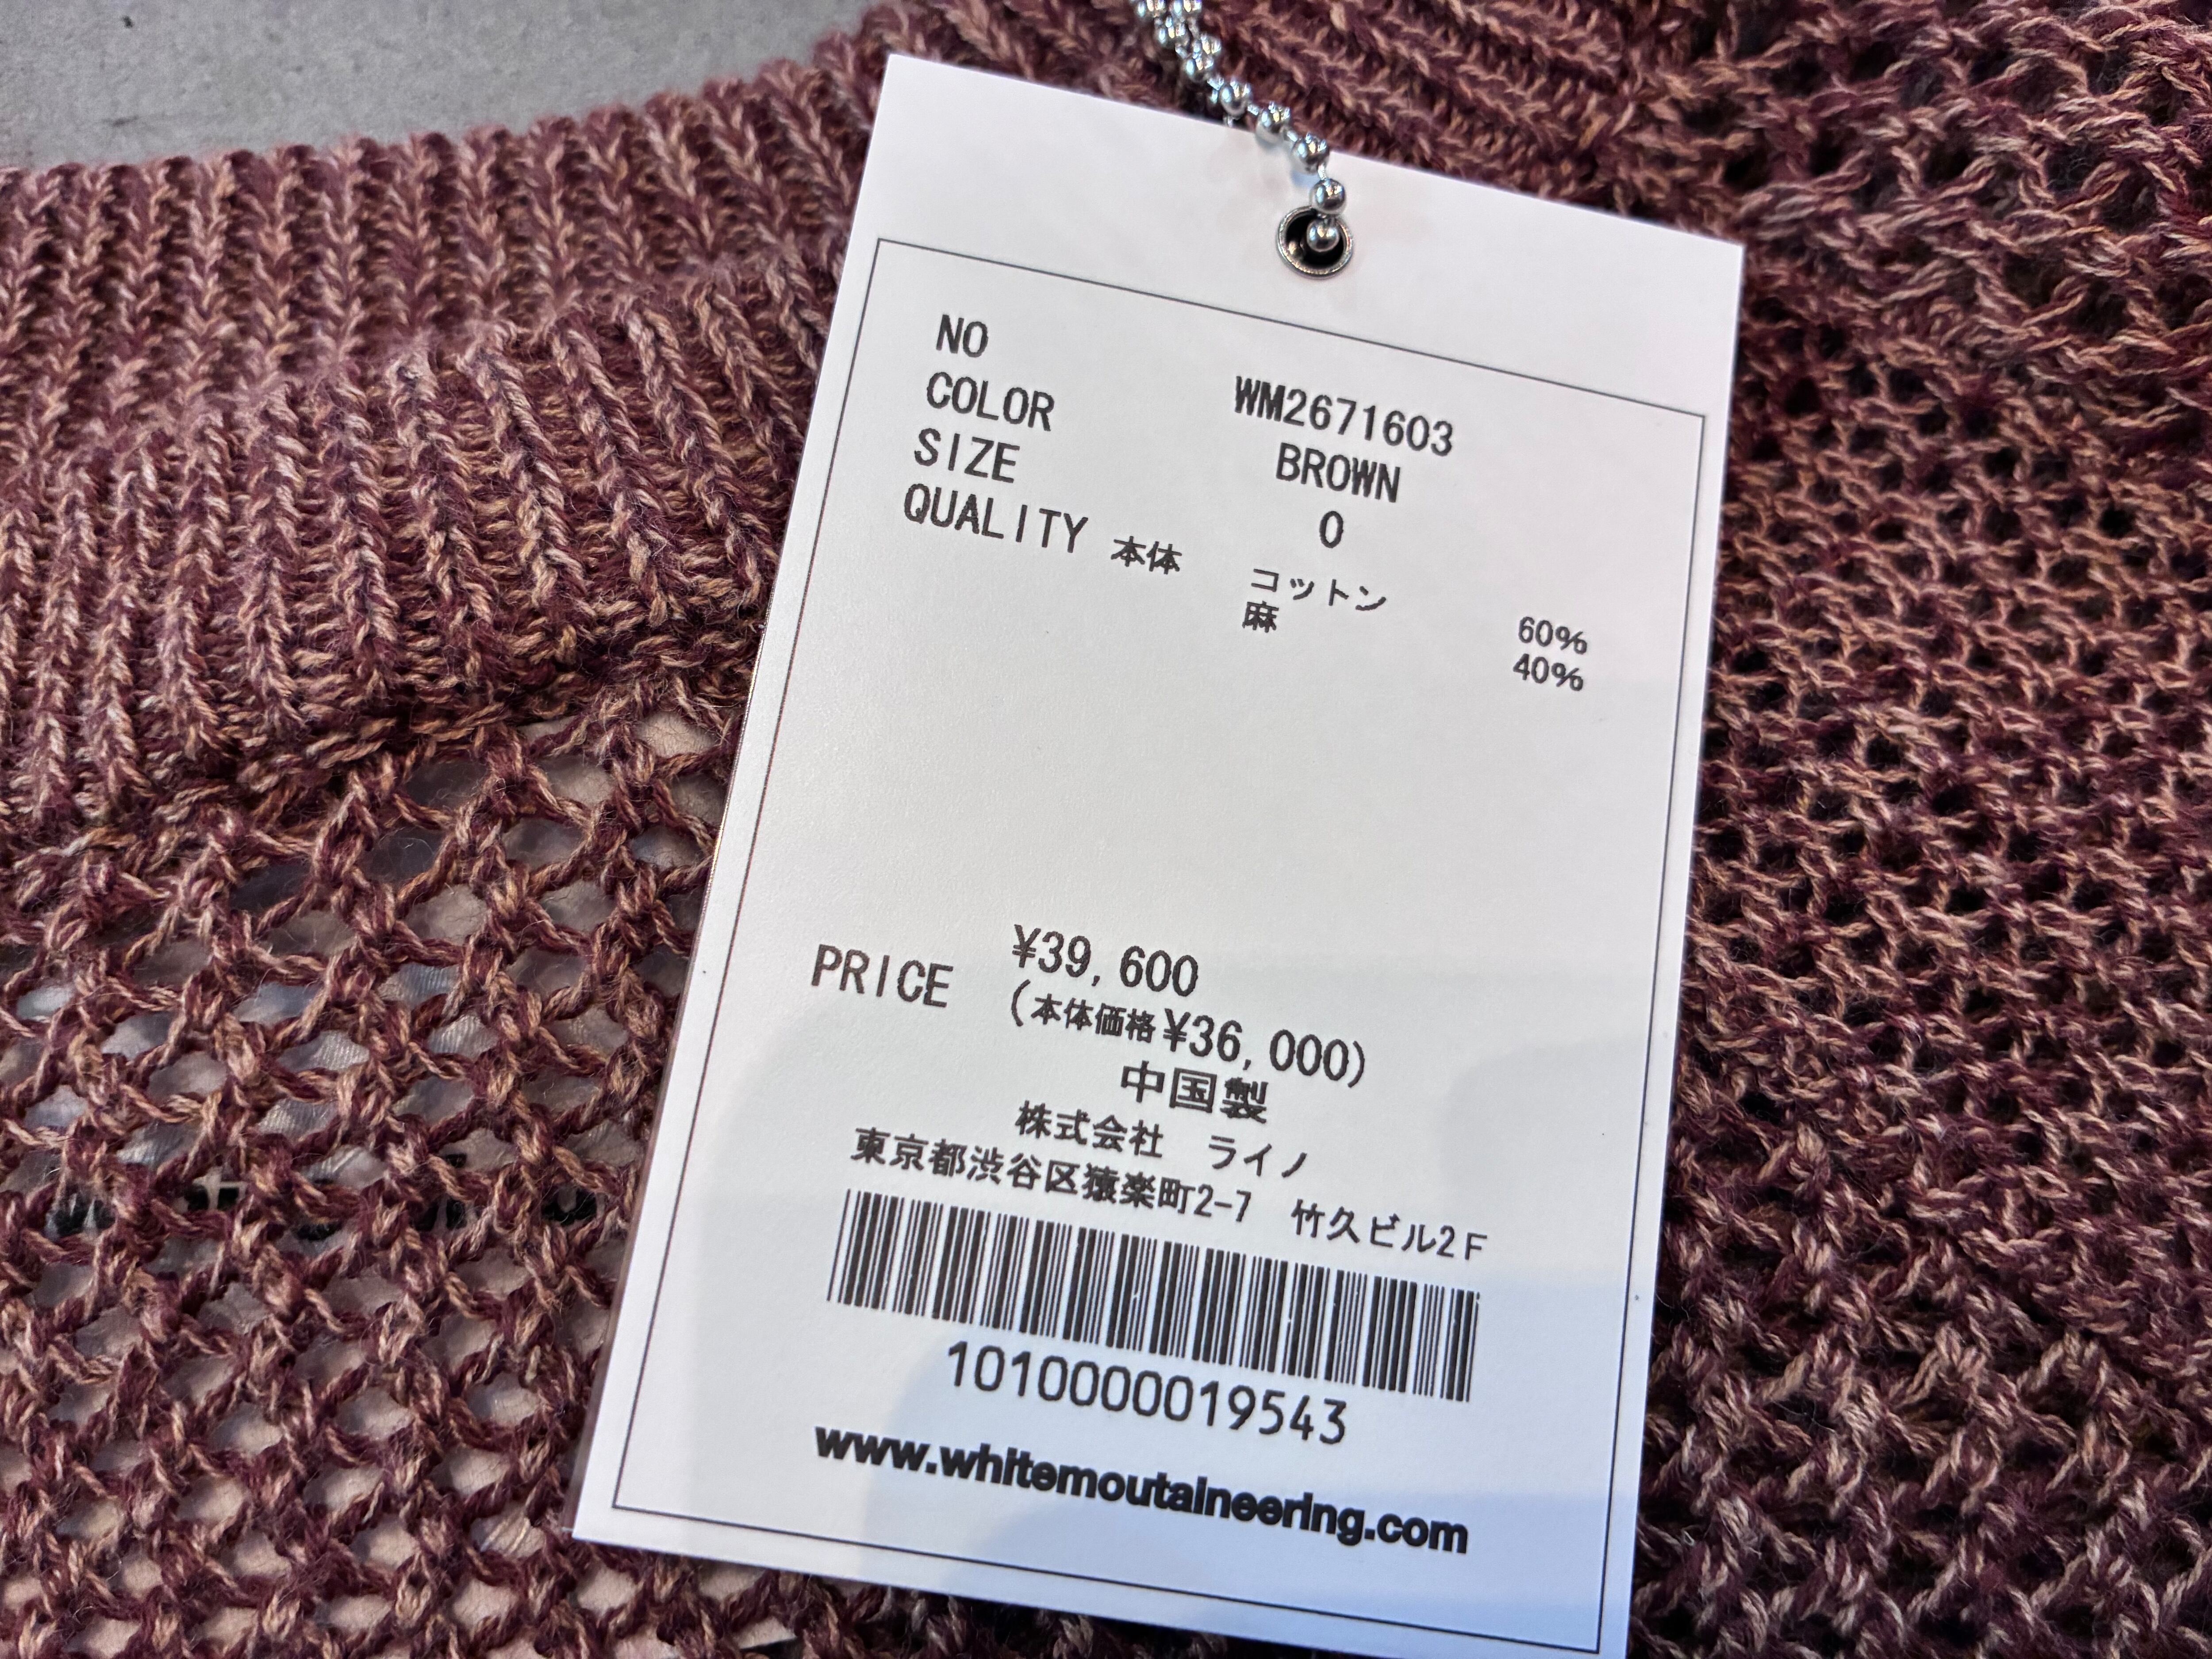 NO WM2671603
COLOR BROWN
SIZE 0
QUALITY 本体 コットン 60%
麻 40%
PRICE ¥39,600
(本体価格¥36,000)
中国製
株式会社 ライノ
東京都渋谷区猿楽町2-7 竹久ビル2F
1010000019543
www.whitemoutaineering.com